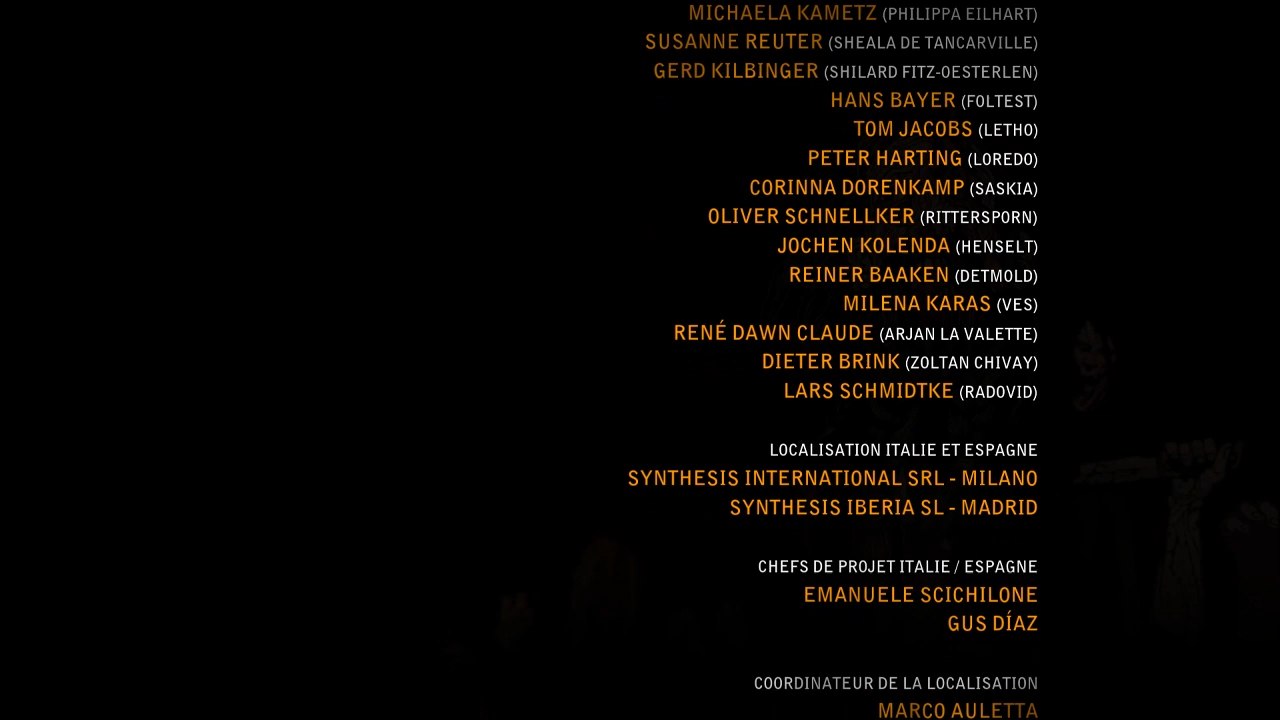 MICHAELA KAMETZ (PHILIPPA EILHART)
SUSANNE REUTER (SHEALA DE TANCARVILLE)
GERD KILBINGER (SHILARD FITZ-OESTERLEN)
HANS BAYER (FOLTEST)
TOM JACOBS (LETHO)
PETER HARTING (LOREDO)
CORINNA DORENKAMP (SASKIA)
OLIVER SCHNELLKER (RITTERSPORN)
JOCHEN KOLENDA (HENSELT)
REINER BAAKEN (DETMOLD)
MILENA KARAS (VES)
RENÉ DAWN CLAUDE (ARJAN LA VALETTE)
DIETER BRINK (ZOLTAN CHIVAY)
LARS SCHMIDTKE (RADOVID)
LOCALISATION ITALIE ET ESPAGNE
SYNTHESIS INTERNATIONAL SRL - MILANO
SYNTHESIS IBERIA SL - MADRID
CHEFS DE PROJET ITALIE / ESPAGNE
EMANUELE SCICHILONE
GUS DÍAZ
COORDINATEUR DE LA LOCALISATION
MARCO AULETTA